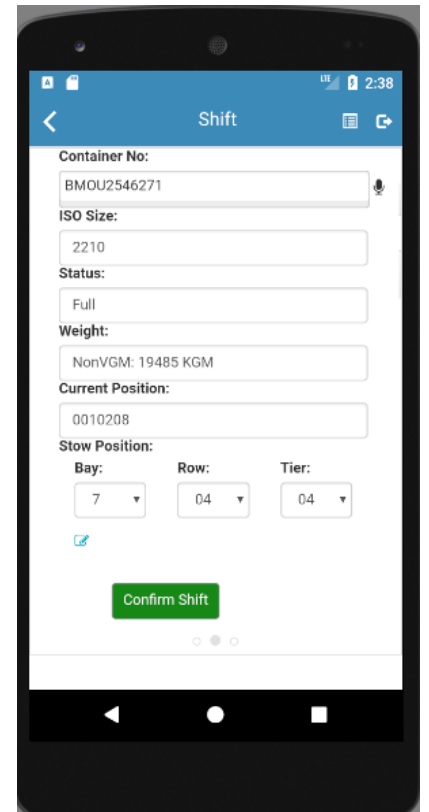 LTE 2:38
Shift
Container No:
BMOU2546271
ISO Size:
2210
Status:
Full
Weight:
NonVGM: 19485 KGM
Current Position:
0010208
Stow Position:
Bay: Row: Tier:
7 04 04
Confirm Shift